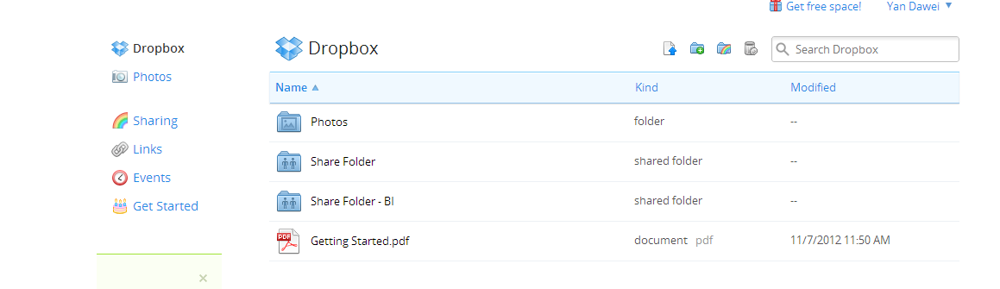 Get free space! Yan Dawei
Dropbox
Photos
Sharing
Links
Events
Get Started
Dropbox
Search Dropbox
Name Kind Modified
Photos folder --
Share Folder shared folder --
Share Folder - BI shared folder --
PDF Getting Started.pdf document pdf 11/7/2012 11:50 AM